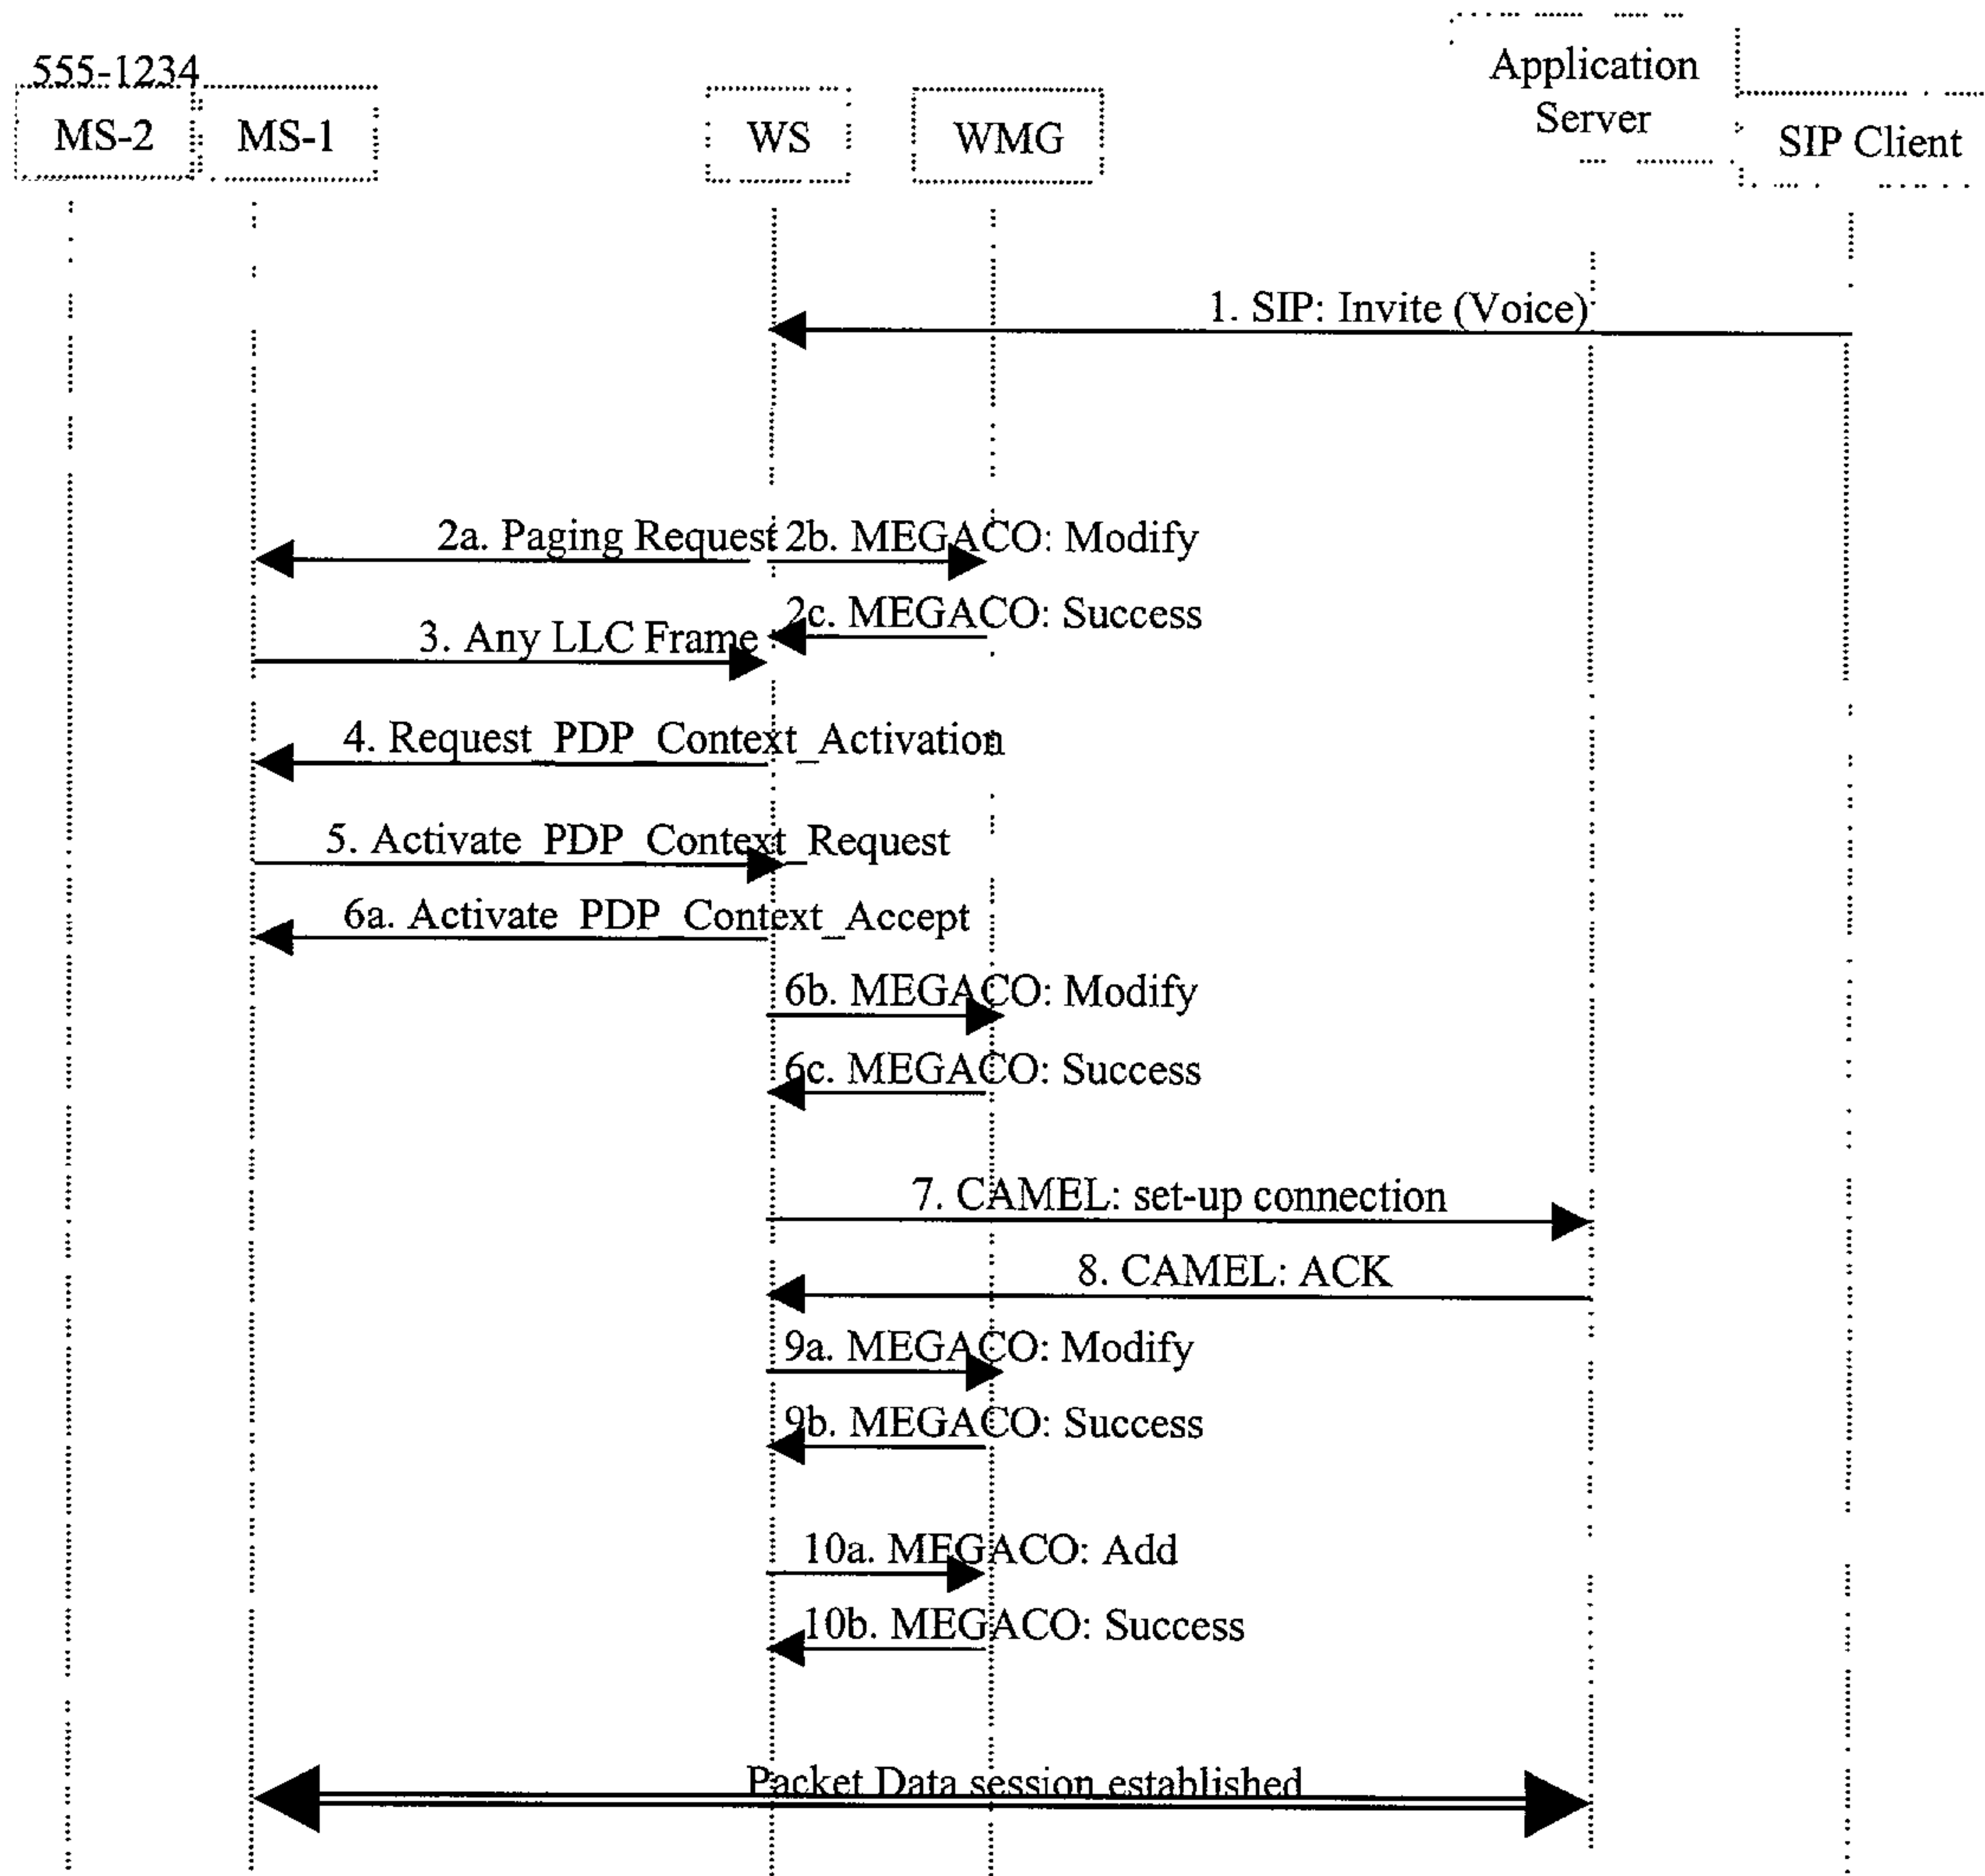 555-1234
MS-2
MS-1
WS
WMG
Application
Server
SIP Client
1. SIP: Invite (Voice)
2a. Paging Request
2b. MEGACO: Modify
2c. MEGACO: Success
3. Any LLC Frame
4. Request_PDP_Context_Activation
5. Activate_PDP_Context_Request
6a. Activate_PDP_Context_Accept
6b. MEGACO: Modify
6c. MEGACO: Success
7. CAMEL: set-up connection
8. CAMEL: ACK
9a. MEGACO: Modify
9b. MEGACO: Success
10a. MEGACO: Add
10b. MEGACO: Success
Packet Data session established